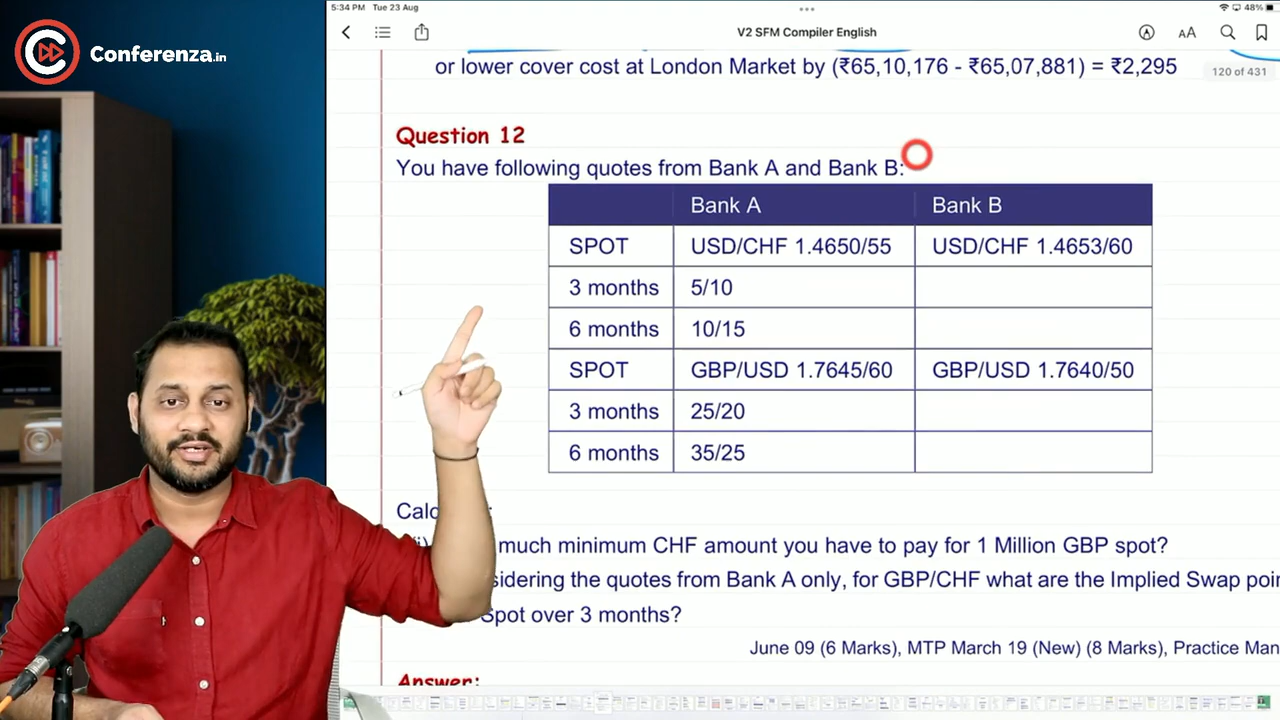 5:34 PM Tue 23 Aug
48%
Conferenza.in
V2 SFM Compiler English
AA
or lower cover cost at London Market by (₹65,10,176 - ₹65,07,881) = ₹2,295
120 of 431
Question 12
You have following quotes from Bank A and Bank B:
Bank A Bank B
SPOT USD/CHF 1.4650/55 USD/CHF 1.4653/60
3 months 5/10
6 months 10/15
SPOT GBP/USD 1.7645/60 GBP/USD 1.7640/50
3 months 25/20
6 months 35/25
much minimum CHF amount you have to pay for 1 Million GBP spot?
the quotes from Bank A only, for GBP/CHF what are the Implied Swap
Spot over 3 months?
June 09 (6 Marks), MTP March 19 (New) (8 Marks), Practice
Answer: